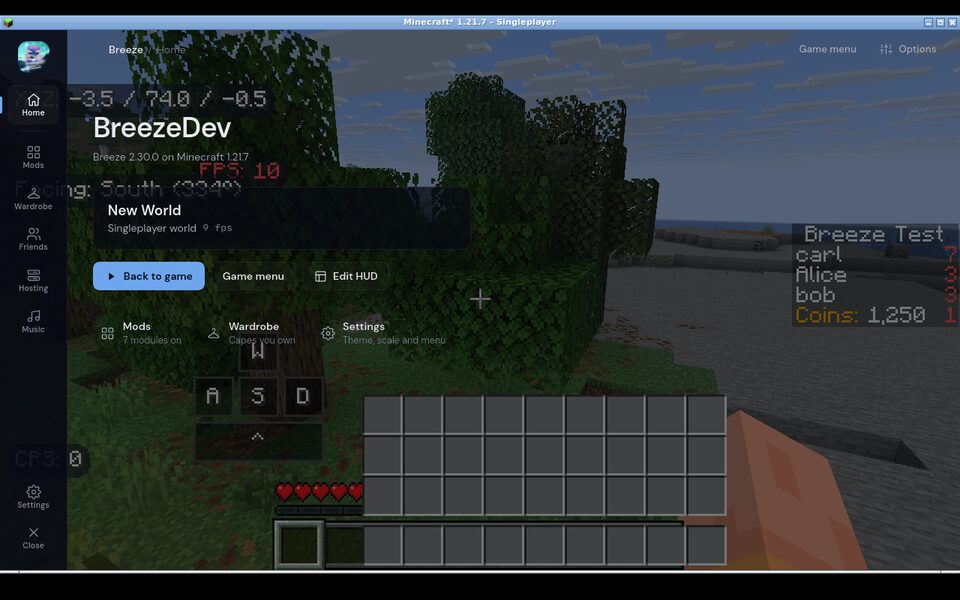 Minecraft* 1.21.7 - Singleplayer
Breeze / Home
Game menu
Options
-3.5 / 74.0 / -0.5
Home
BreezeDev
Breeze 2.30.0 on Minecraft 1.21.7
FPS: 10
Mods
Facing: South (334°)
Wardrobe
New World
Singleplayer world 9 fps
Friends
Back to game
Game menu
Edit HUD
Hosting
Music
Mods
7 modules on
Wardrobe
Capes you own
Settings
Theme, scale and menu
W
A S D
^
CPS: 0
Settings
Close
Breeze Test
carl 7
Alice 3
bob 3
Coins: 1,250 1